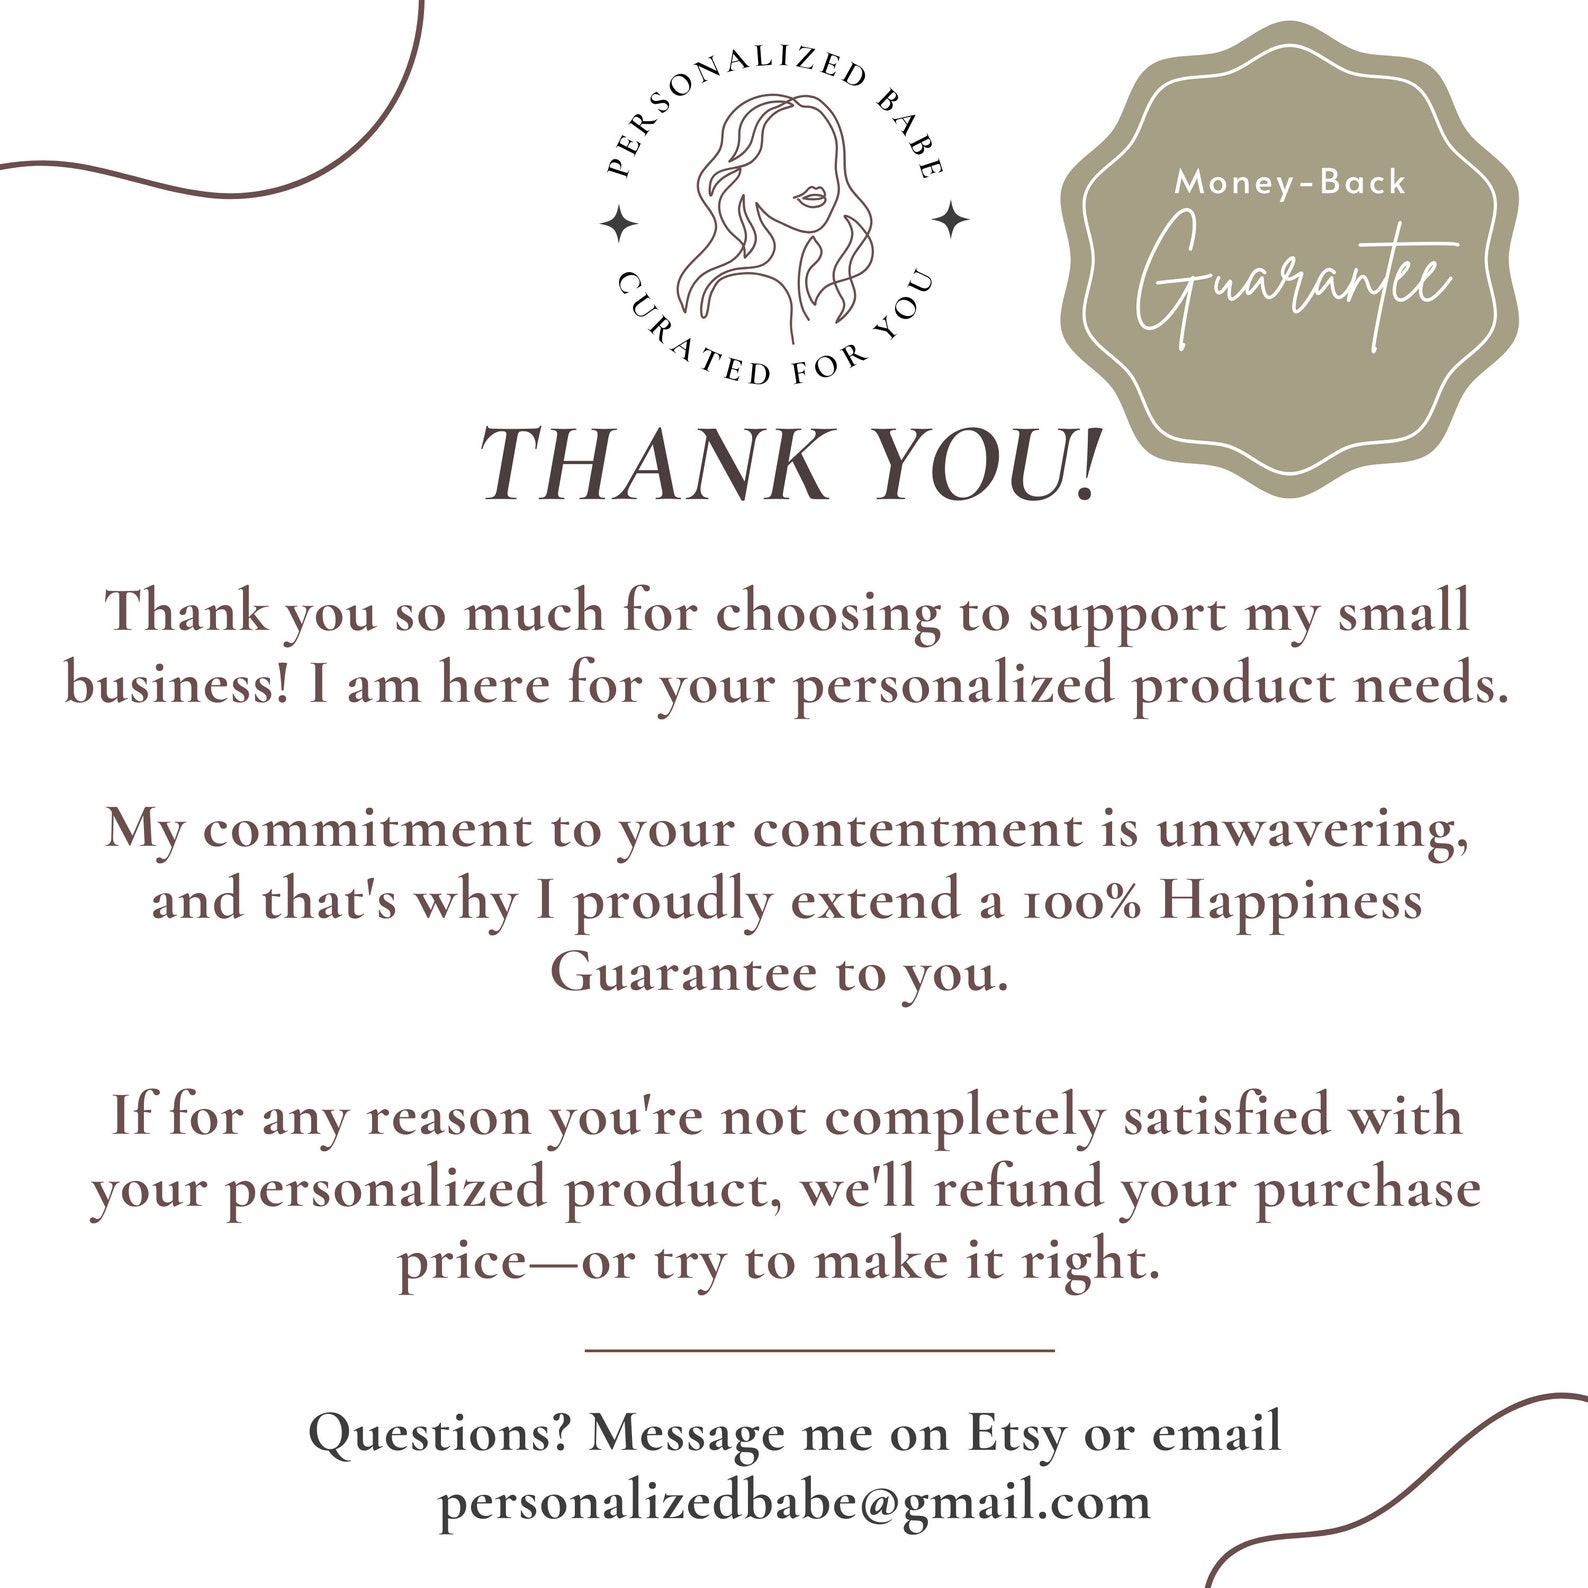 PERSONALIZED BABE
CURATED FOR YOU
Money-Back
Guarantee
THANK YOU!
Thank you so much for choosing to support my small
business! I am here for your personalized product needs.
My commitment to your contentment is unwavering,
and that's why I proudly extend a 100% Happiness
Guarantee to you.
If for any reason you're not completely satisfied with
your personalized product, we'll refund your purchase
price—or try to make it right.
Questions? Message me on Etsy or email
personalizedbabe@gmail.com